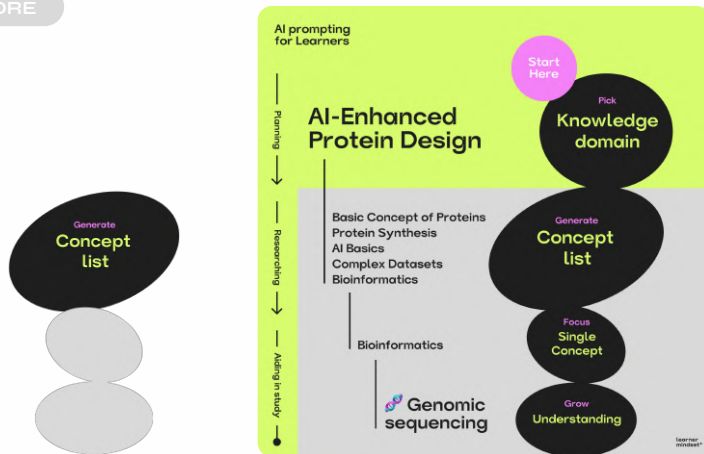 ORE
Generate
Concept
list
AI prompting
for Learners
Planning
Researching
Aiding in study
AI-Enhanced
Protein Design
Basic Concept of Proteins
Protein Synthesis
AI Basics
Complex Datasets
Bioinformatics
Bioinformatics
Genomic
sequencing
Start
Here
Pick
Knowledge
domain
Generate
Concept
list
Focus
Single
Concept
Grow
Understanding
learner
mindset